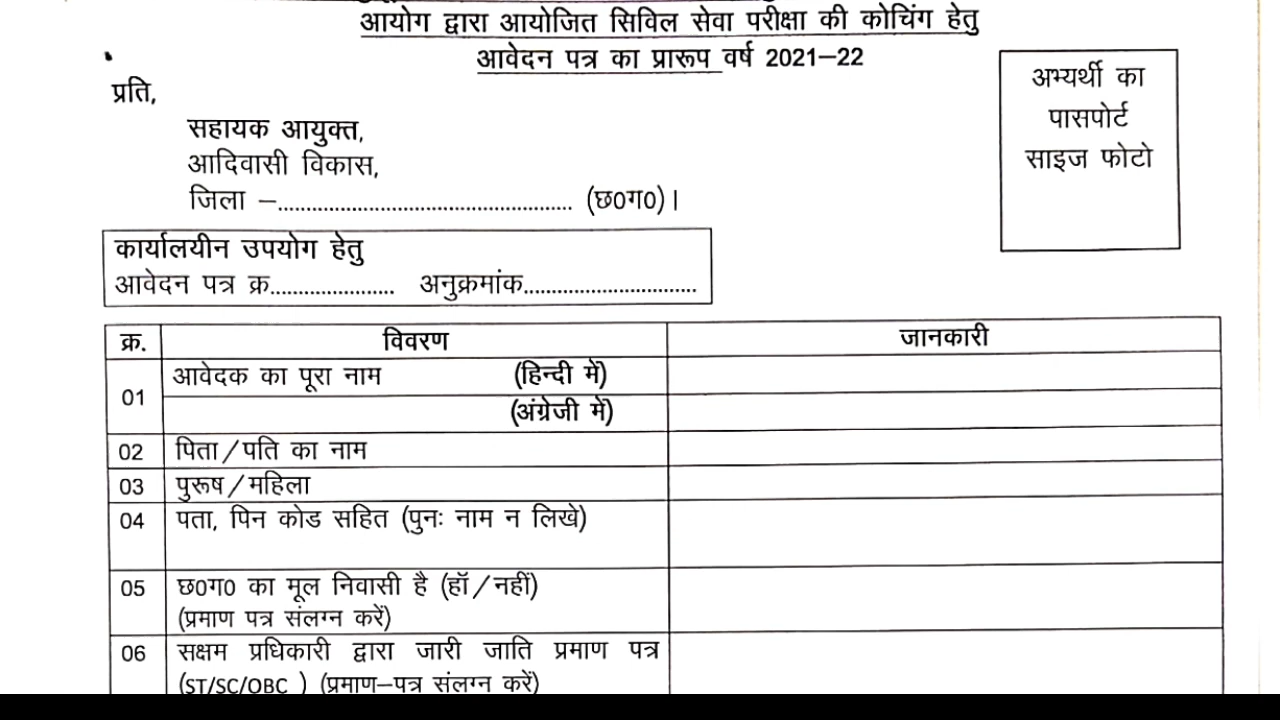 आयोग द्वारा आयोजित सिविल सेवा परीक्षा की कोचिंग हेतु
आवेदन पत्र का प्रारूप वर्ष 2021–22
अभ्यर्थी का
पासपोर्ट
साइज फोटो
प्रति,
सहायक आयुक्त,
आदिवासी विकास,
जिला –..................................................... (छ0ग0)।
कार्यालयीन उपयोग हेतु
आवेदन पत्र क्र...................... अनुक्रमांक...............................
क्र. विवरण जानकारी
01 आवेदक का पूरा नाम (हिन्दी में)
(अंग्रेजी में)
02 पिता/पति का नाम
03 पुरूष/महिला
04 पता, पिन कोड सहित (पुनः नाम न लिखे)
05 छ0ग0 का मूल निवासी है (हॉ/नहीं)
(प्रमाण पत्र संलग्न करें)
06 सक्षम प्रधिकारी द्वारा जारी जाति प्रमाण पत्र
(ST/SC/OBC ) (प्रमाण–पत्र संलग्न करें)